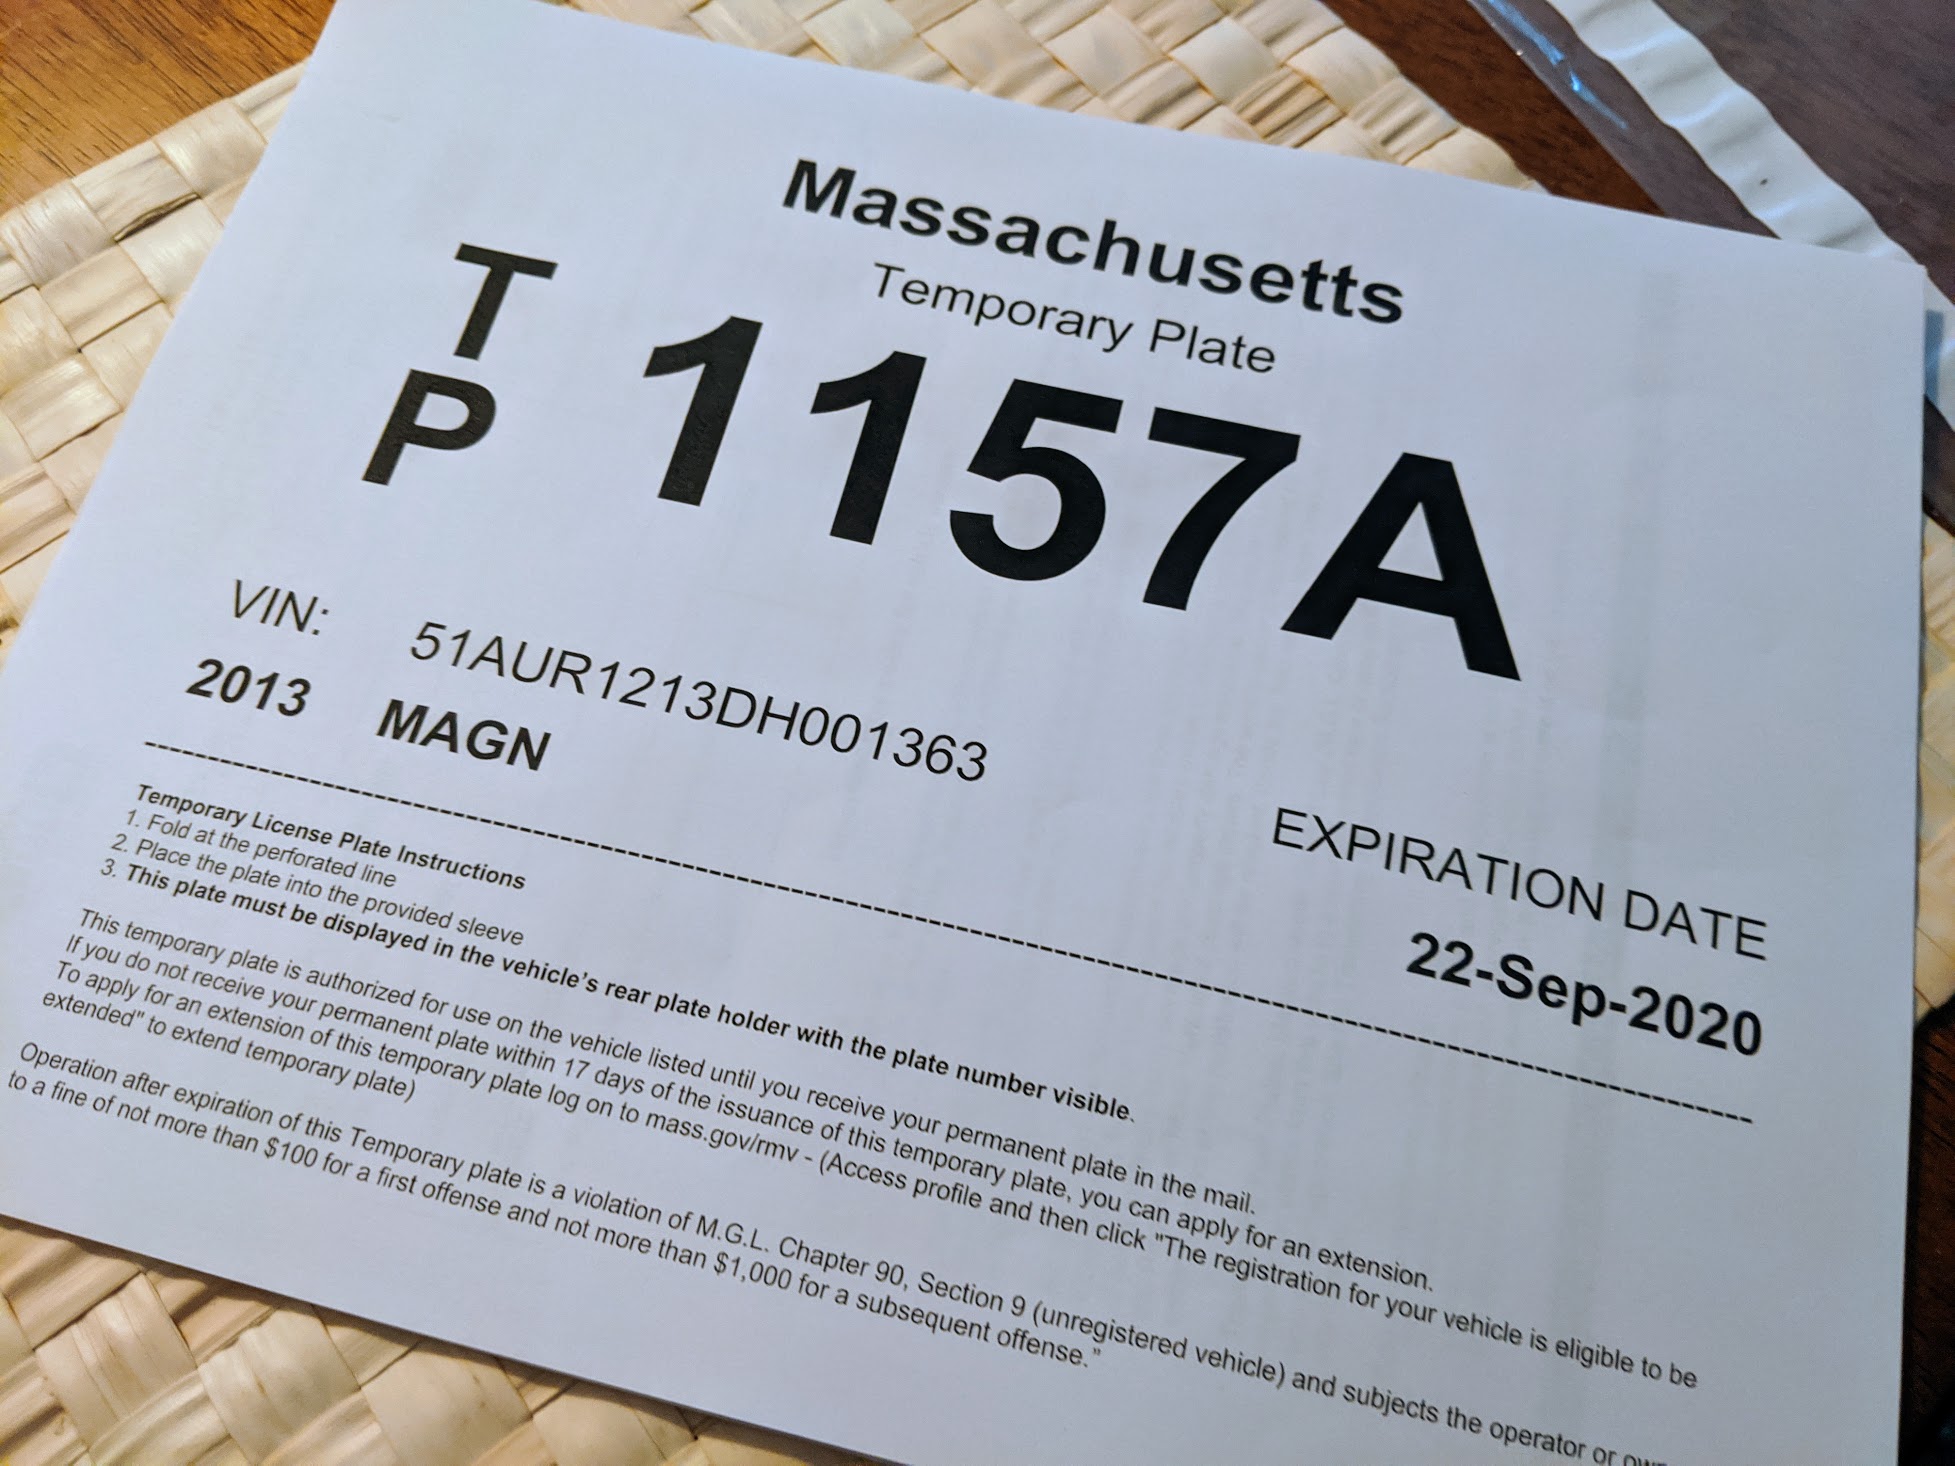 Massachusetts
Temporary Plate
T
P
1157A
VIN: 51AUR1213DH001363
2013 MAGN
EXPIRATION DATE
22-Sep-2020
Temporary License Plate Instructions
1. Fold at the perforated line
2. Place the plate into the provided sleeve
3. This plate must be displayed in the vehicle's rear plate holder with the plate number visible.
This temporary plate is authorized for use on the vehicle listed until you receive your permanent plate in the mail.
If you do not receive your permanent plate within 17 days of the issuance of this temporary plate, you can apply for an extension.
To apply for an extension of this temporary plate log on to mass.gov/rmv - (Access profile and then click "The registration for your vehicle is eligible to be
extended" to extend temporary plate)
Operation after expiration of this Temporary plate is a violation of M.G.L. Chapter 90, Section 9 (unregistered vehicle) and subjects the operator or
to a fine of not more than $100 for a first offense and not more than $1,000 for a subsequent offense."